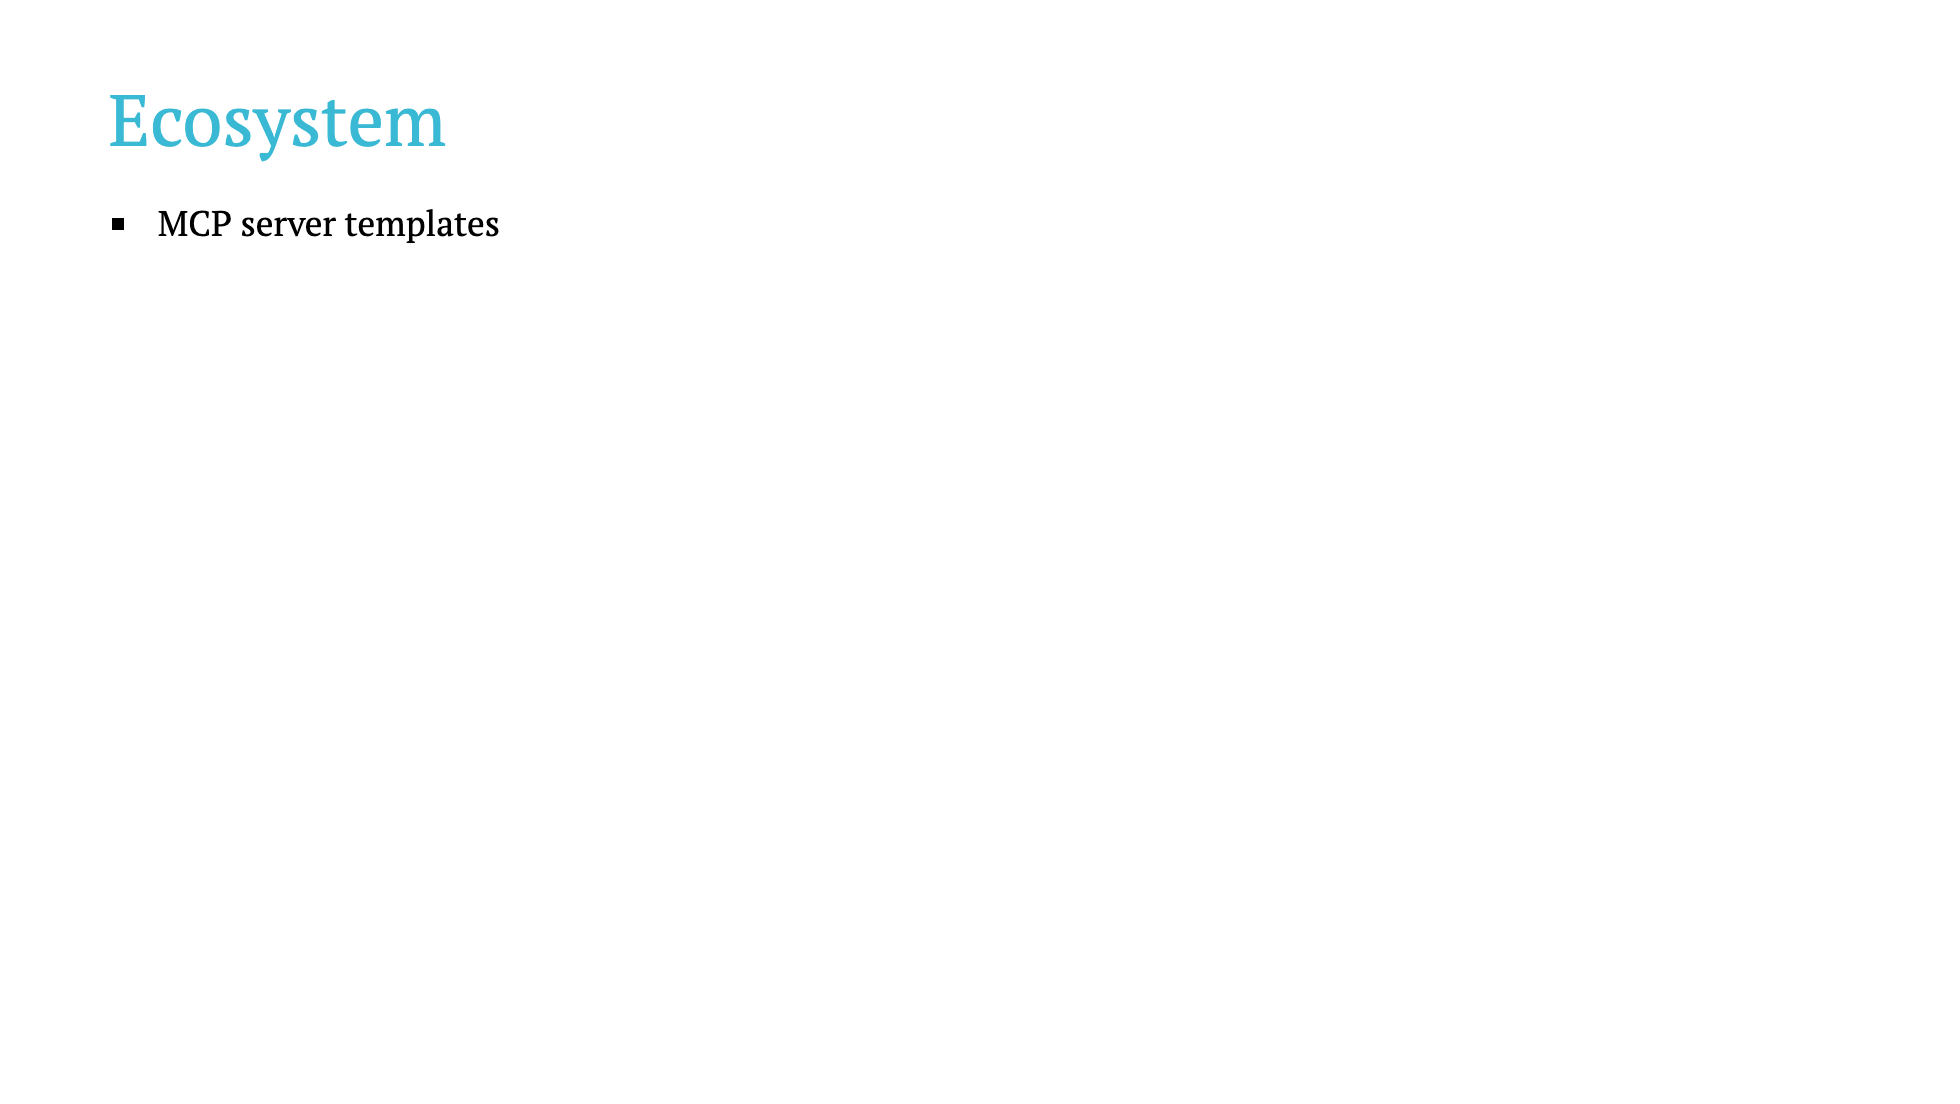 Ecosystem
▪ MCP server templates